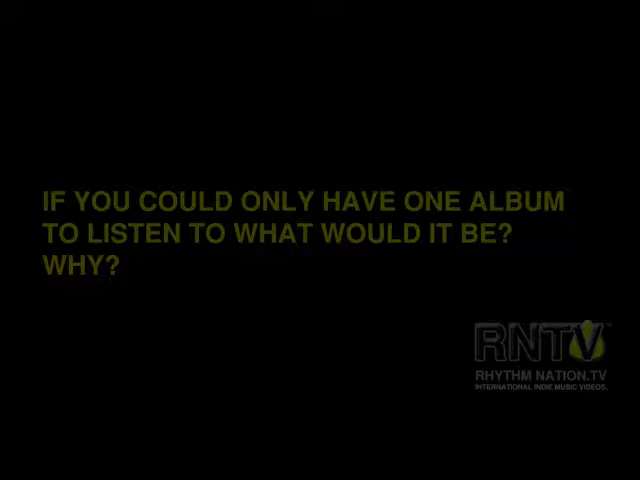 IF YOU COULD ONLY HAVE ONE ALBUM
TO LISTEN TO WHAT WOULD IT BE?
WHY?
RNTV™
RHYTHM NATION.TV
INTERNATIONAL INDIE MUSIC VIDEOS.